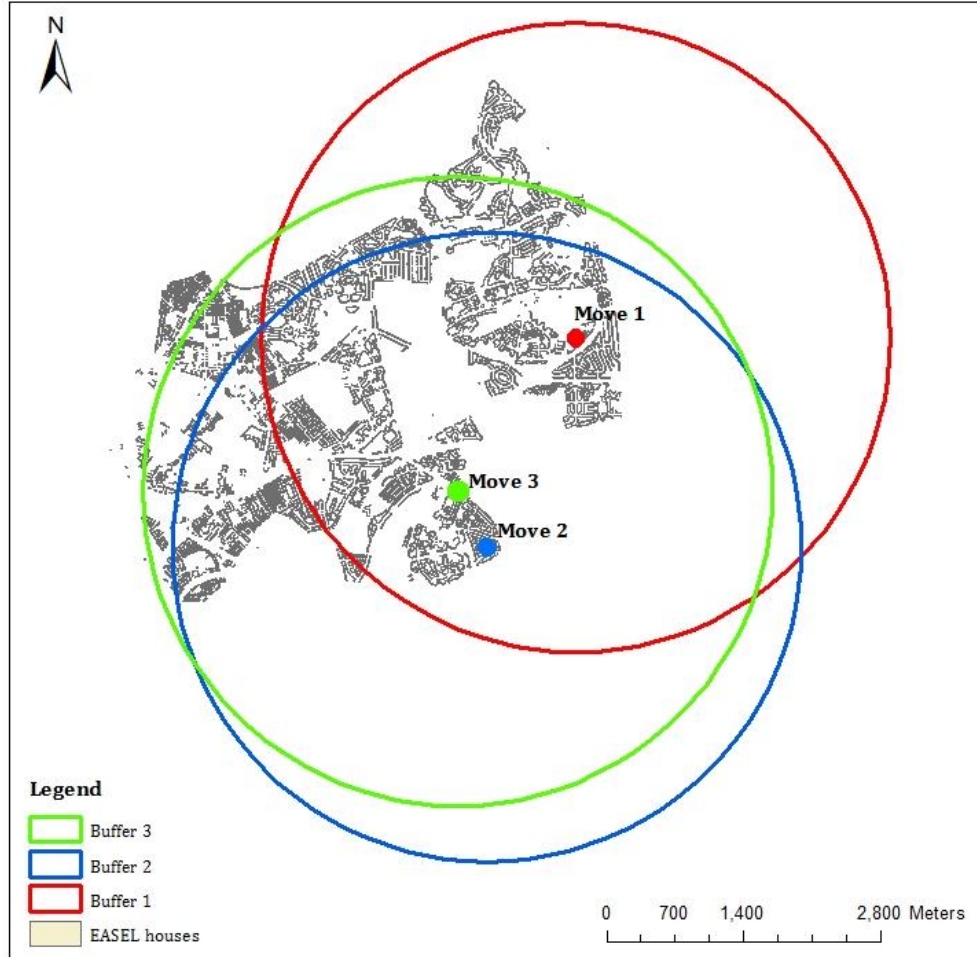 N
Move 1
Move 3
Move 2
Legend
Buffer 3
Buffer 2
Buffer 1
EASEL houses
0 700 1,400 2,800 Meters